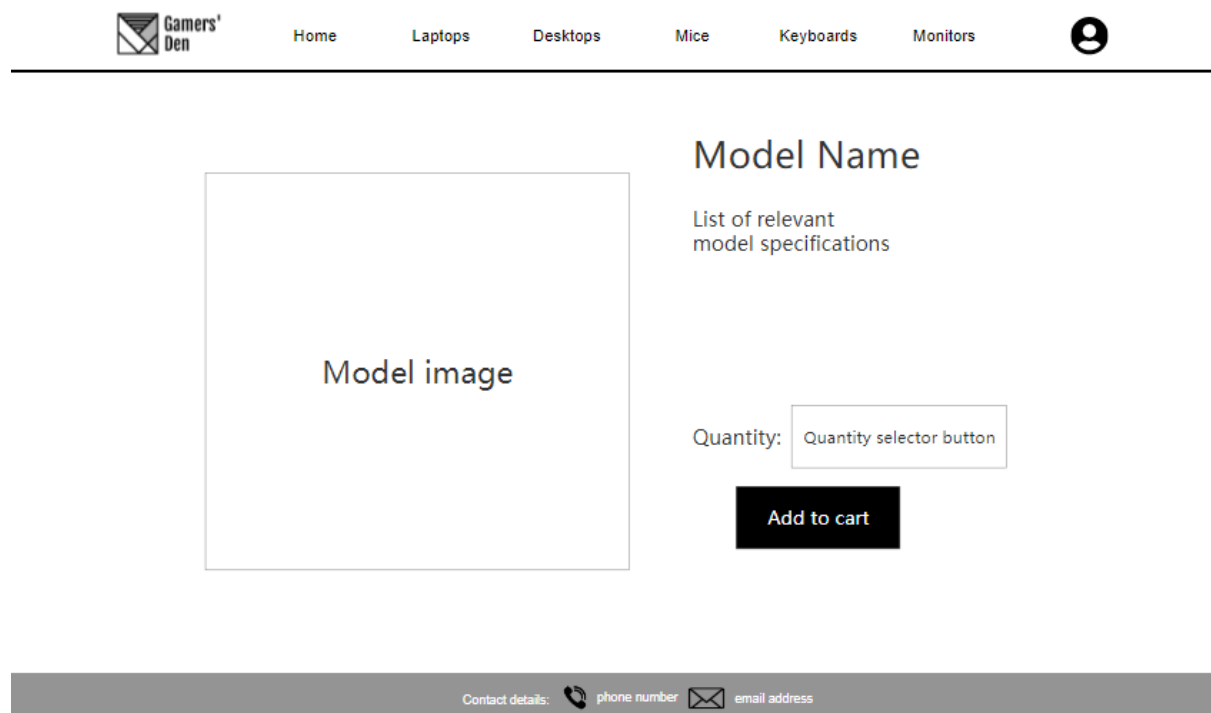 Gamers'
Den
Home Laptops Desktops Mice Keyboards Monitors
Model Name
List of relevant
model specifications
Model image
Quantity: Quantity selector button
Add to cart
Contact details: phone number email address